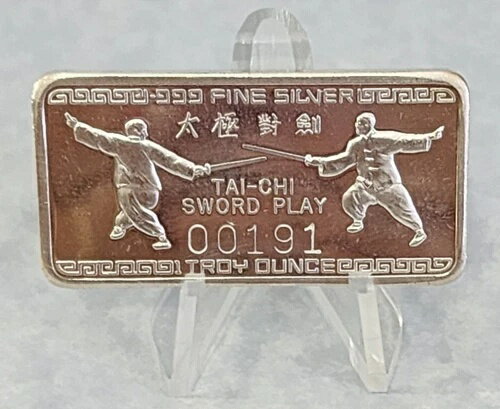 .999 FINE SILVER
太極對劍
TAI-CHI
SWORD PLAY
00191
1 TROY OUNCE